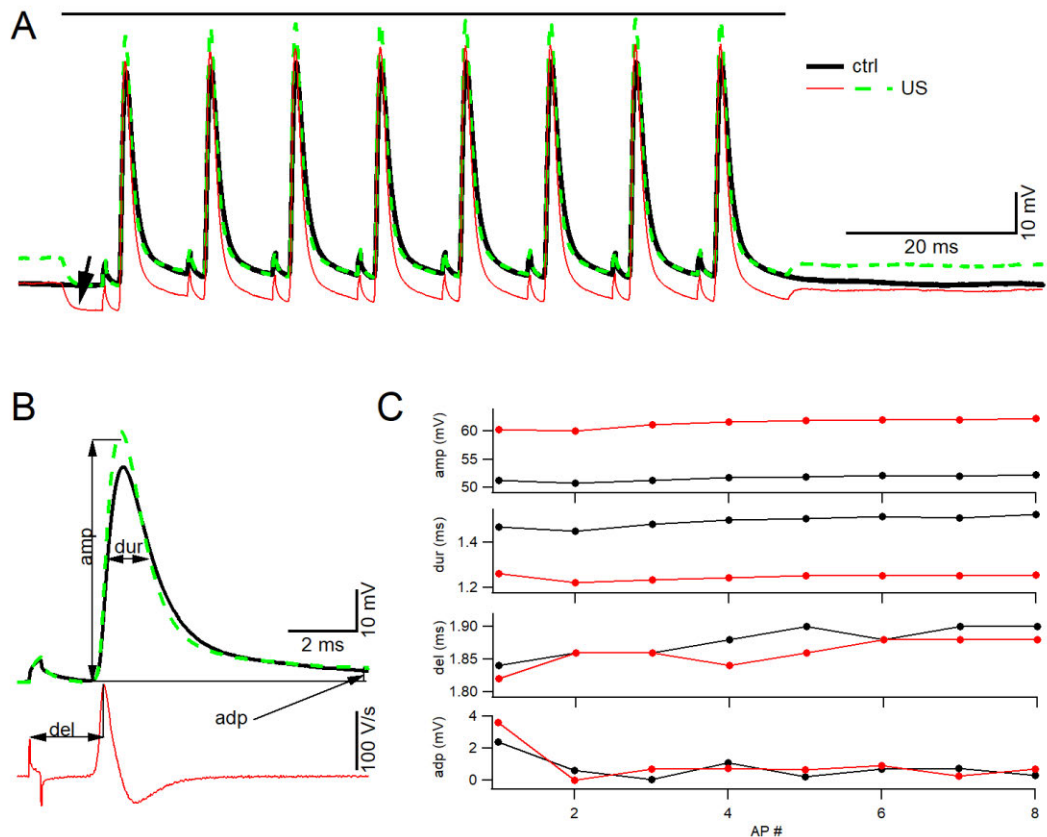 A
ctrl
US
10 mV
20 ms
B
amp
dur
10 mV
2 ms
adp
del
100 V/s
C
amp (mV)
60
55
50
dur (ms)
1.4
1.2
del (ms)
1.90
1.85
1.80
adp (mV)
4
2
0
2
4
6
8
AP #